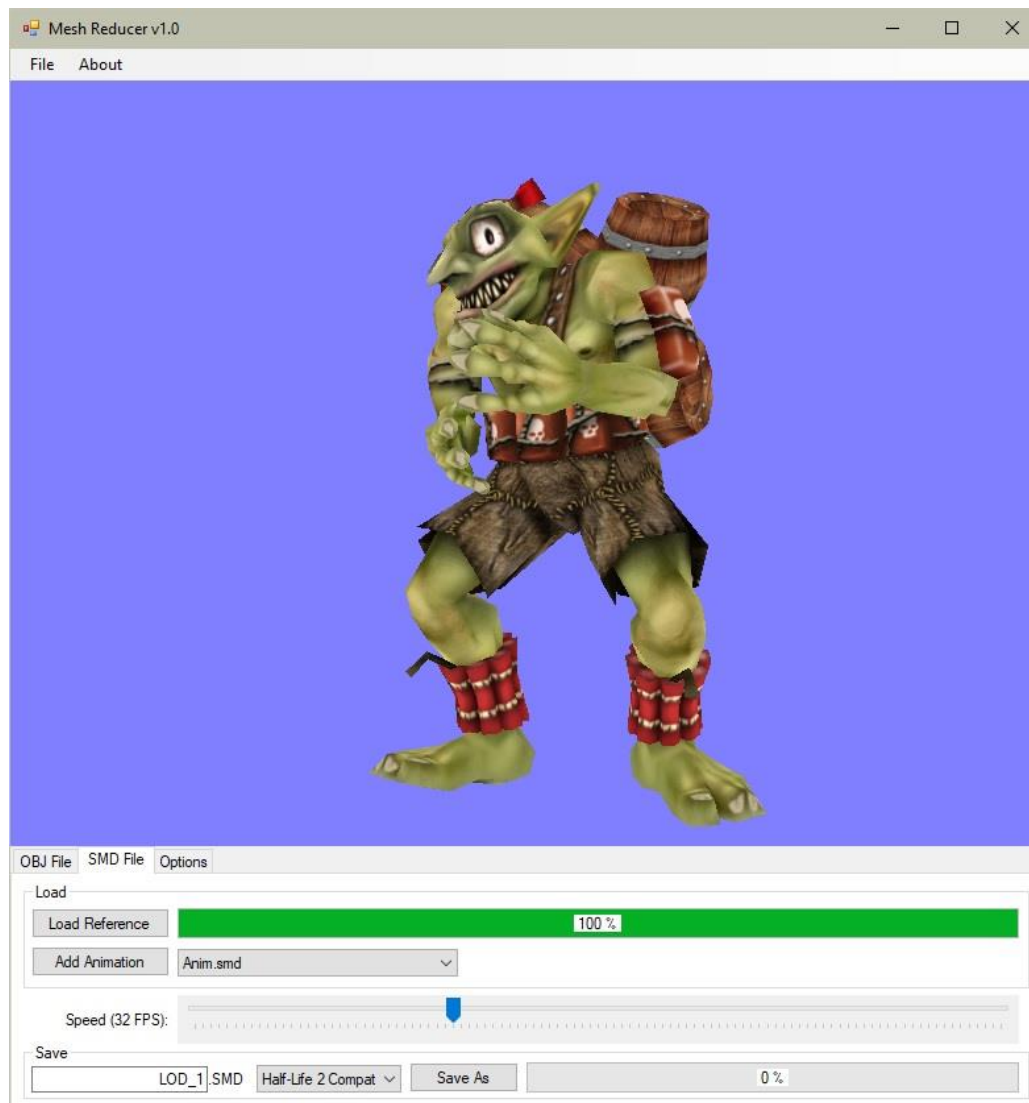 Mesh Reducer v1.0
File About
OBJ File SMD File Options
Load
Load Reference 100 %
Add Animation Anim.smd
Speed (32 FPS):
Save
LOD_1 .SMD Half-Life 2 Compat Save As 0 %